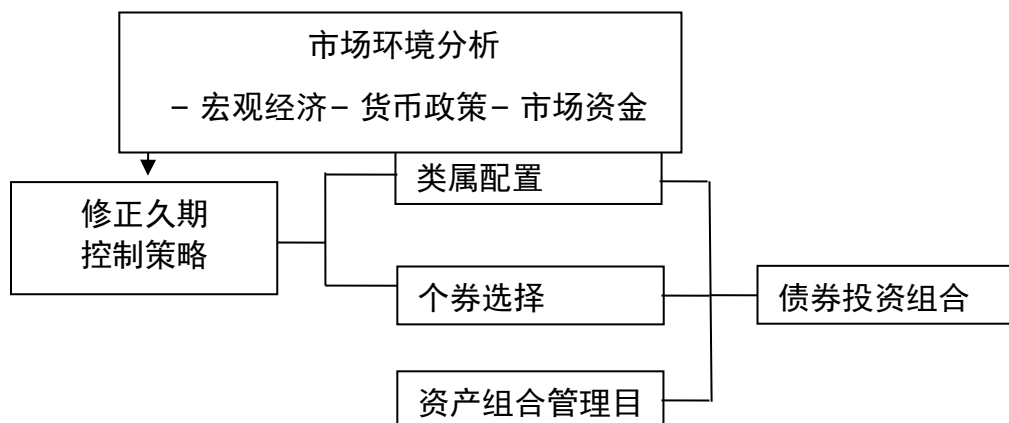 市场环境分析
– 宏观经济– 货币政策– 市场资金
类属配置
修正久期
控制策略
个券选择
债券投资组合
资产组合管理目